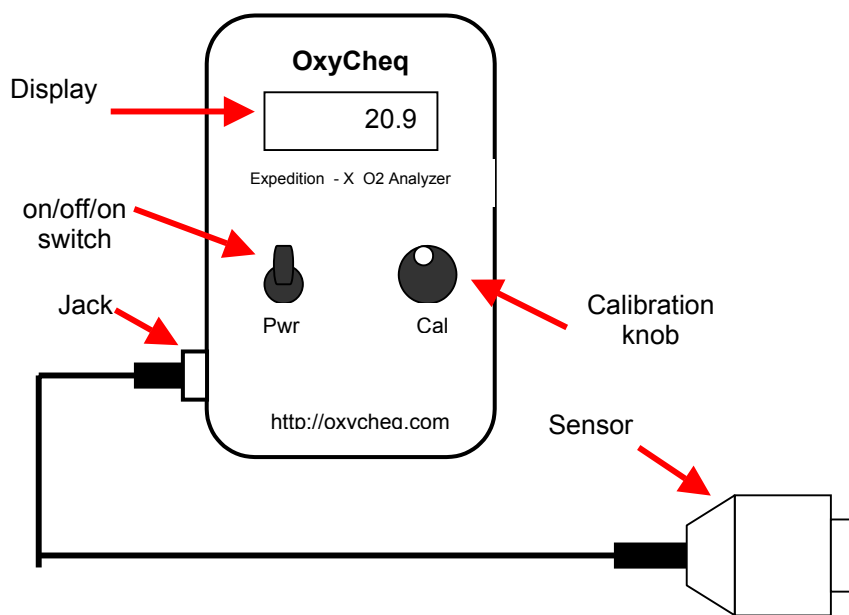 OxyCheq
Display
20.9
Expedition - X O2 Analyzer
on/off/on
switch
Jack
Pwr
Cal
Calibration
knob
http://oxycheq.com
Sensor